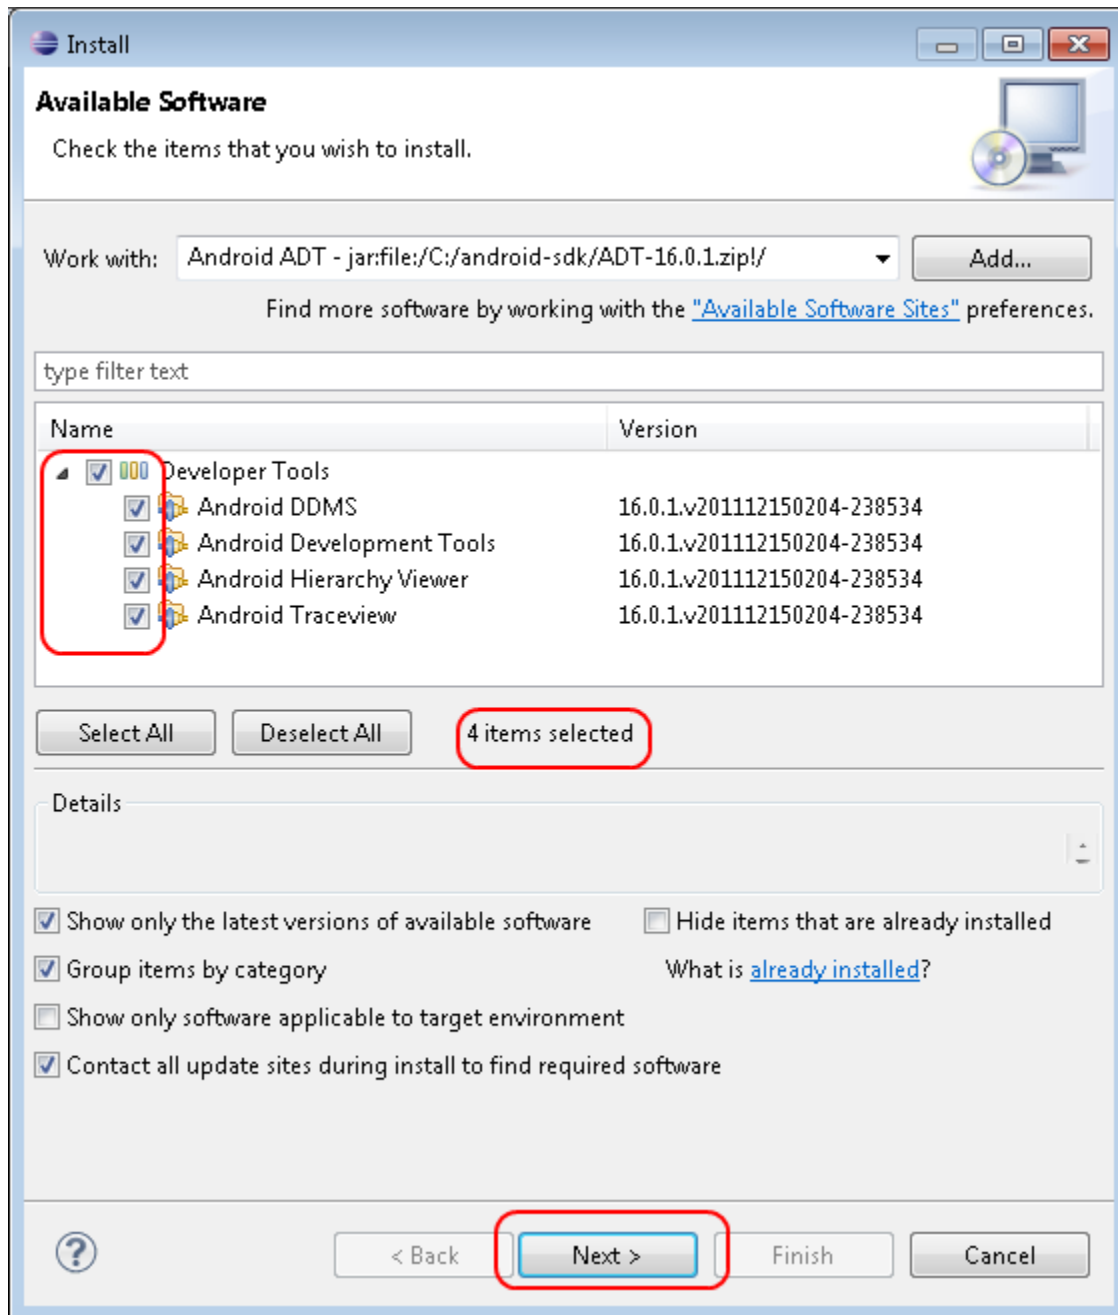 Install
Available Software
Check the items that you wish to install.
Work with: Android ADT - jar:file:/C:/android-sdk/ADT-16.0.1.zip!/ Add...
Find more software by working with the "Available Software Sites" preferences.
type filter text
Name Version
Developer Tools
Android DDMS 16.0.1.v201112150204-238534
Android Development Tools 16.0.1.v201112150204-238534
Android Hierarchy Viewer 16.0.1.v201112150204-238534
Android Traceview 16.0.1.v201112150204-238534
Select All Deselect All 4 items selected
Details
Show only the latest versions of available software Hide items that are already installed
Group items by category What is already installed?
Show only software applicable to target environment
Contact all update sites during install to find required software
? < Back Next > Finish Cancel